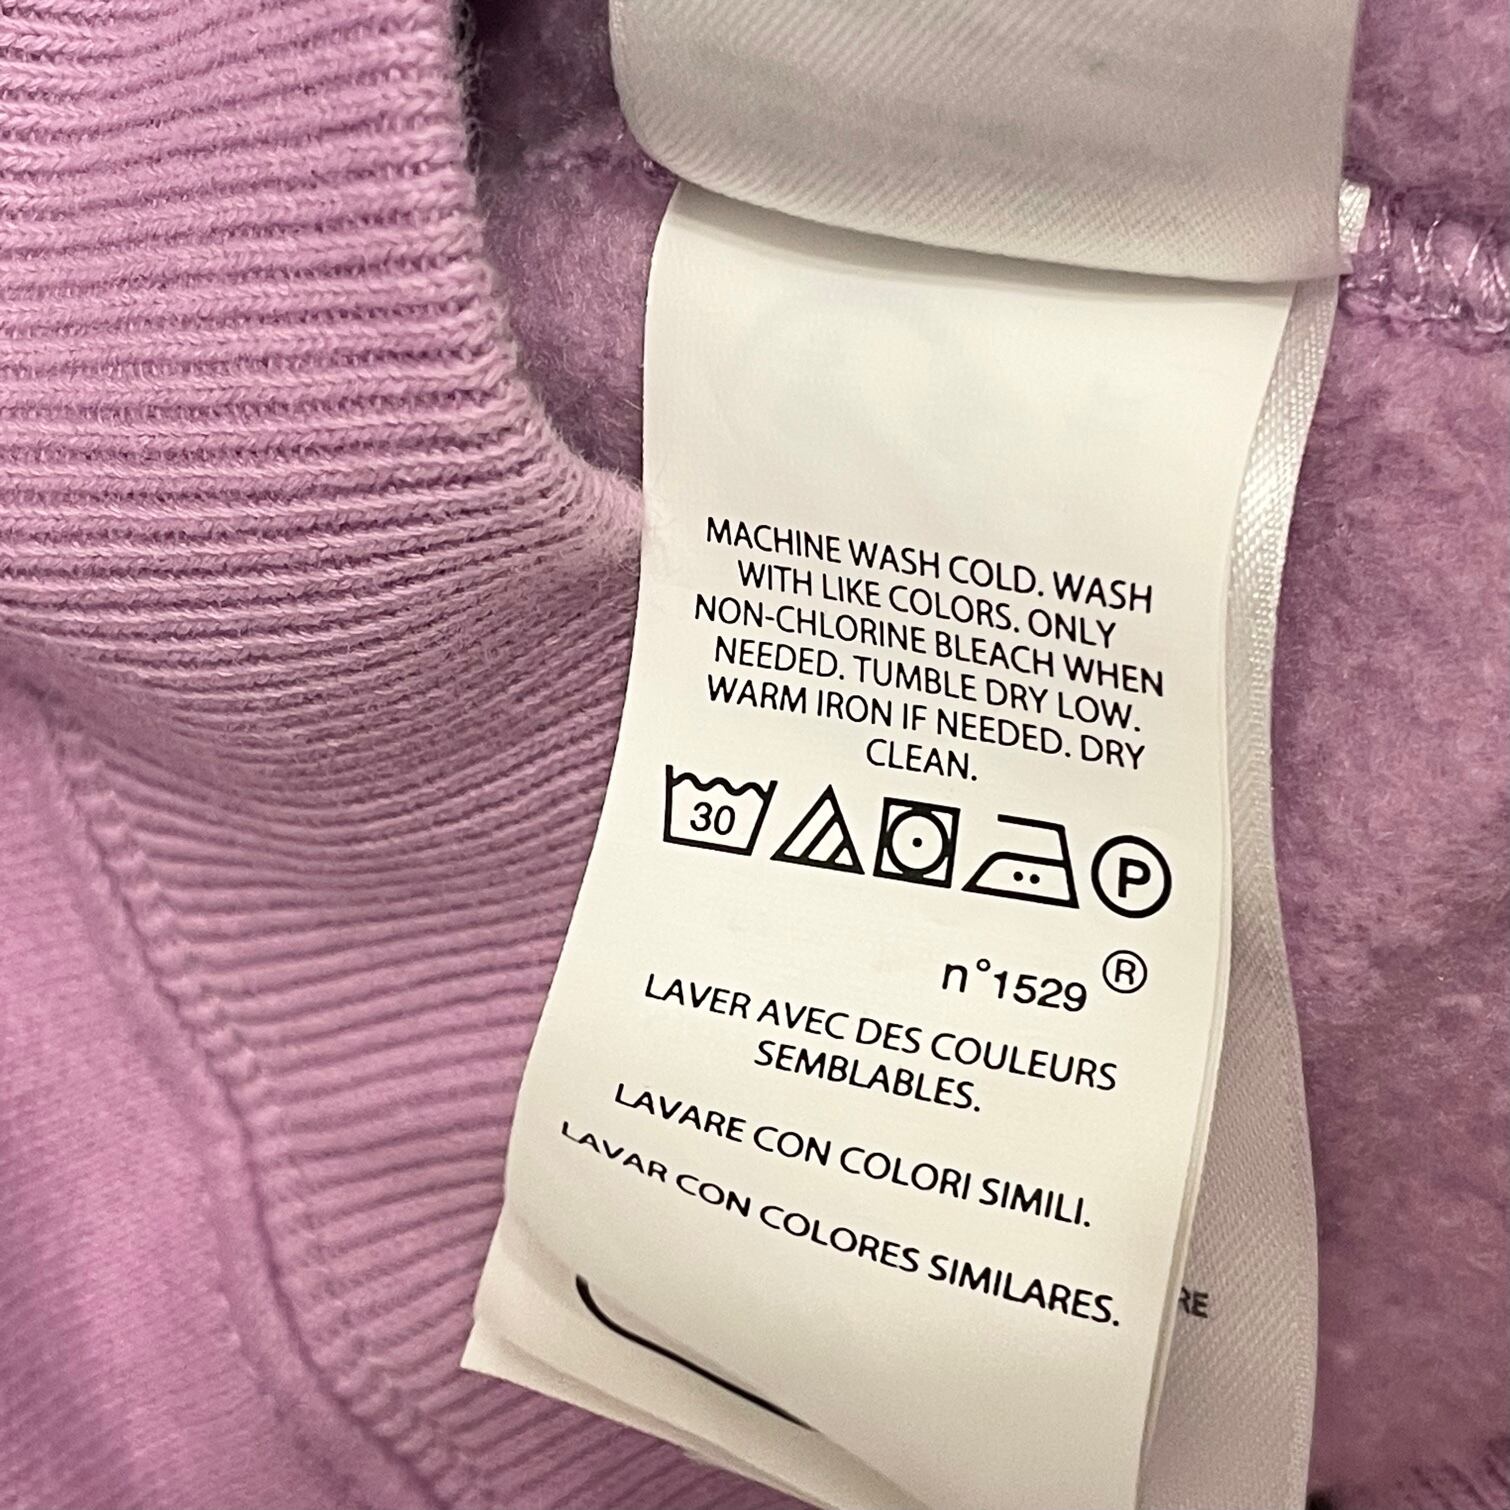 MACHINE WASH COLD. WASH
WITH LIKE COLORS. ONLY
NON-CHLORINE BLEACH WHEN
NEEDED. TUMBLE DRY LOW.
WARM IRON IF NEEDED. DRY
CLEAN.
30 P
n°1529 ®
LAVER AVEC DES COULEURS
SEMBLABLES.
LAVARE CON COLORI SIMILI.
LAVAR CON COLORES SIMILARES.
RE